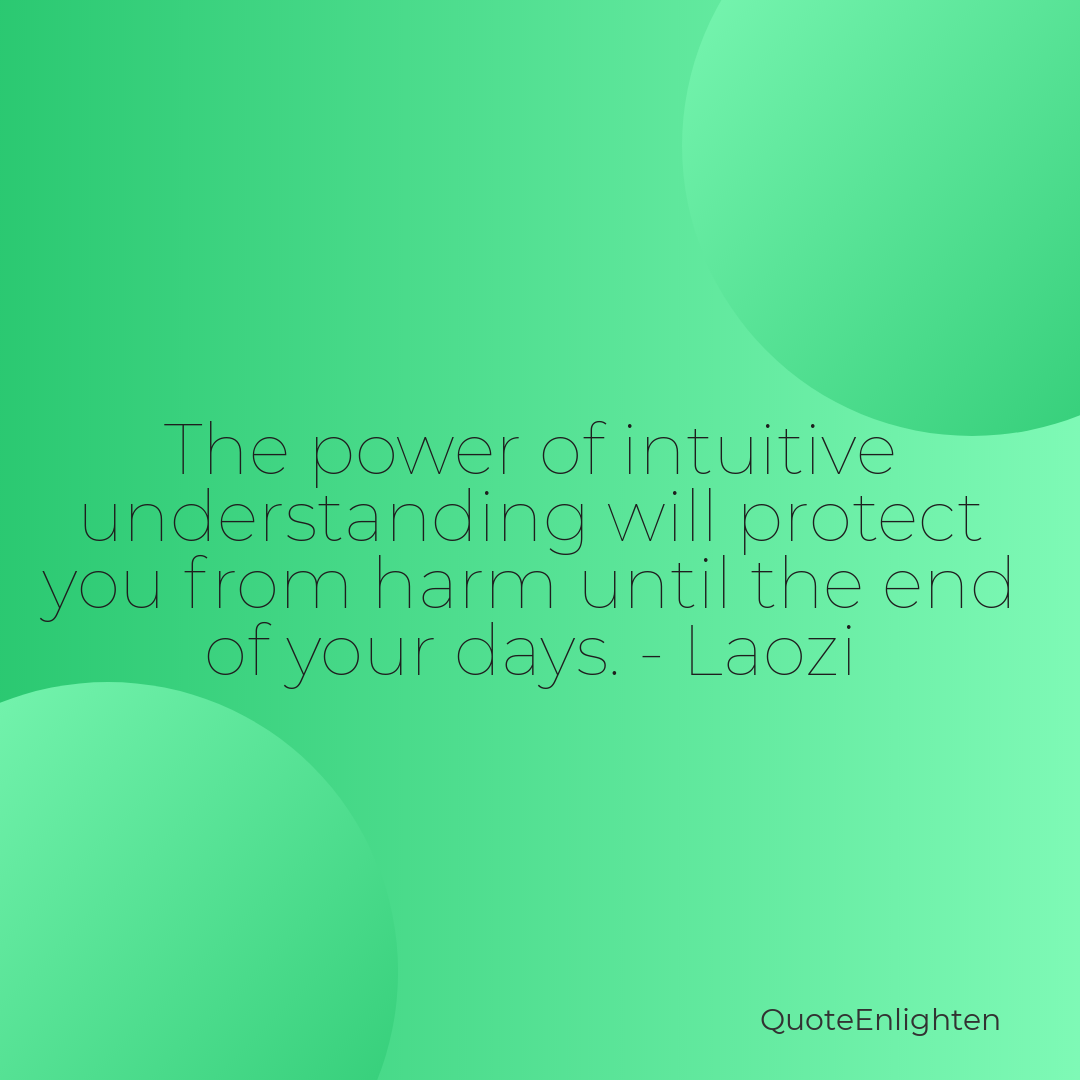 The power of intuitive
understanding will protect
you from harm until the end
of your days. - Laozi
QuoteEnlighten